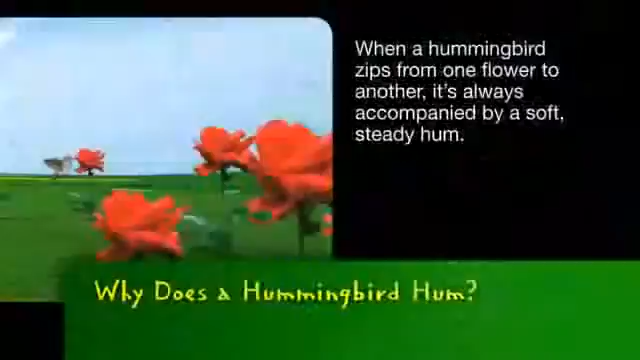 When a hummingbird
zips from one flower to
another, it's always
accompanied by a soft,
steady hum.
Why Does a Hummingbird Hum?